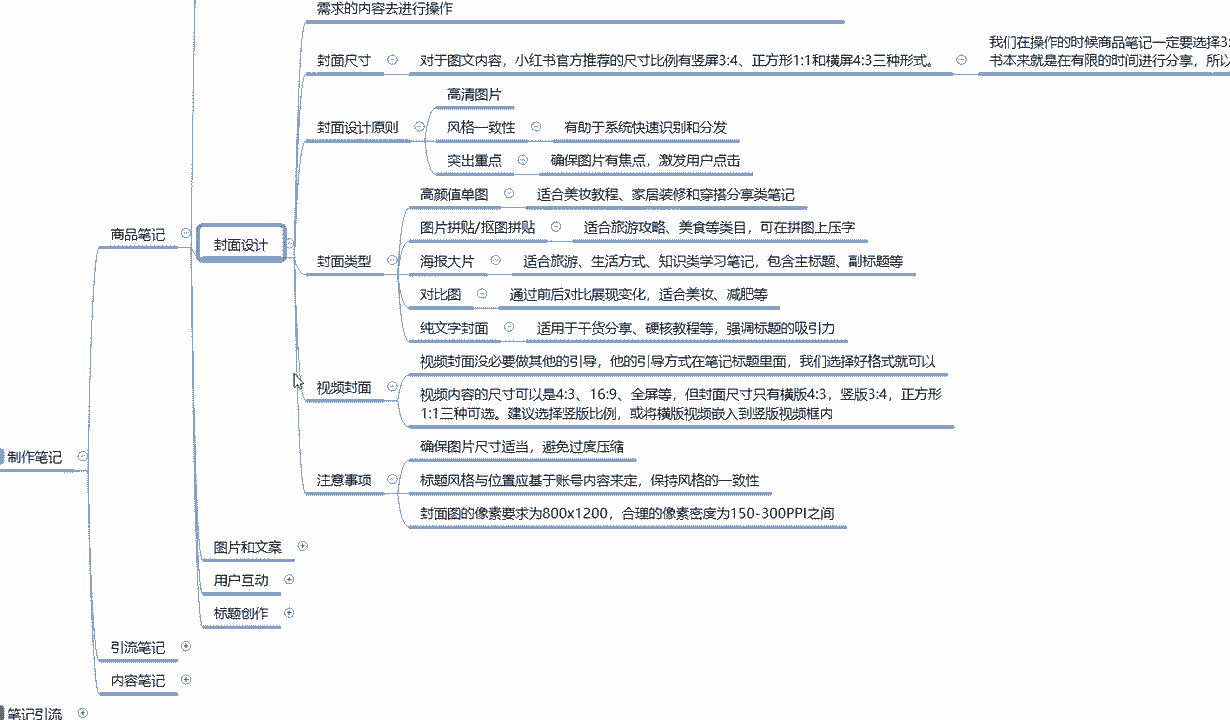 需求的内容去进行操作
我们在操作的时候商品笔记一定要选择3:
封面尺寸
对于图文内容，小红书官方推荐的尺寸比例有竖屏3:4、正方形1:1和横屏4:3三种形式。
书本来就是在有限的时间进行分享，所以
高清图片
封面设计原则
风格一致性
有助于系统快速识别和分发
突出重点
确保图片有焦点，激发用户点击
高颜值单图
适合美妆教程、家居装修和穿搭分享类笔记
图片拼贴/抠图拼贴
适合旅游攻略、美食等类目，可在拼图上压字
商品笔记
封面设计
封面类型
海报大片
适合旅游、生活方式、知识类学习笔记，包含主标题、副标题等
对比图
通过前后对比展现变化，适合美妆、减肥等
纯文字封面
适用于干货分享、硬核教程等，强调标题的吸引力
视频封面
视频封面没必要做其他的引导，他的引导方式在笔记标题里面，我们选择好格式就可以
视频内容的尺寸可以是4:3、16:9、全屏等，但封面尺寸只有横版4:3，竖版3:4，正方形
1:1三种可选。建议选择竖版比例，或将横版视频嵌入到竖版视频框内
确保图片尺寸适当，避免过度压缩
制作笔记
注意事项
标题风格与位置应基于账号内容来定，保持风格的一致性
封面图的像素要求为800x1200，合理的像素密度为150-300PPI之间
图片和文案
用户互动
标题创作
引流笔记
内容笔记
笔记引流